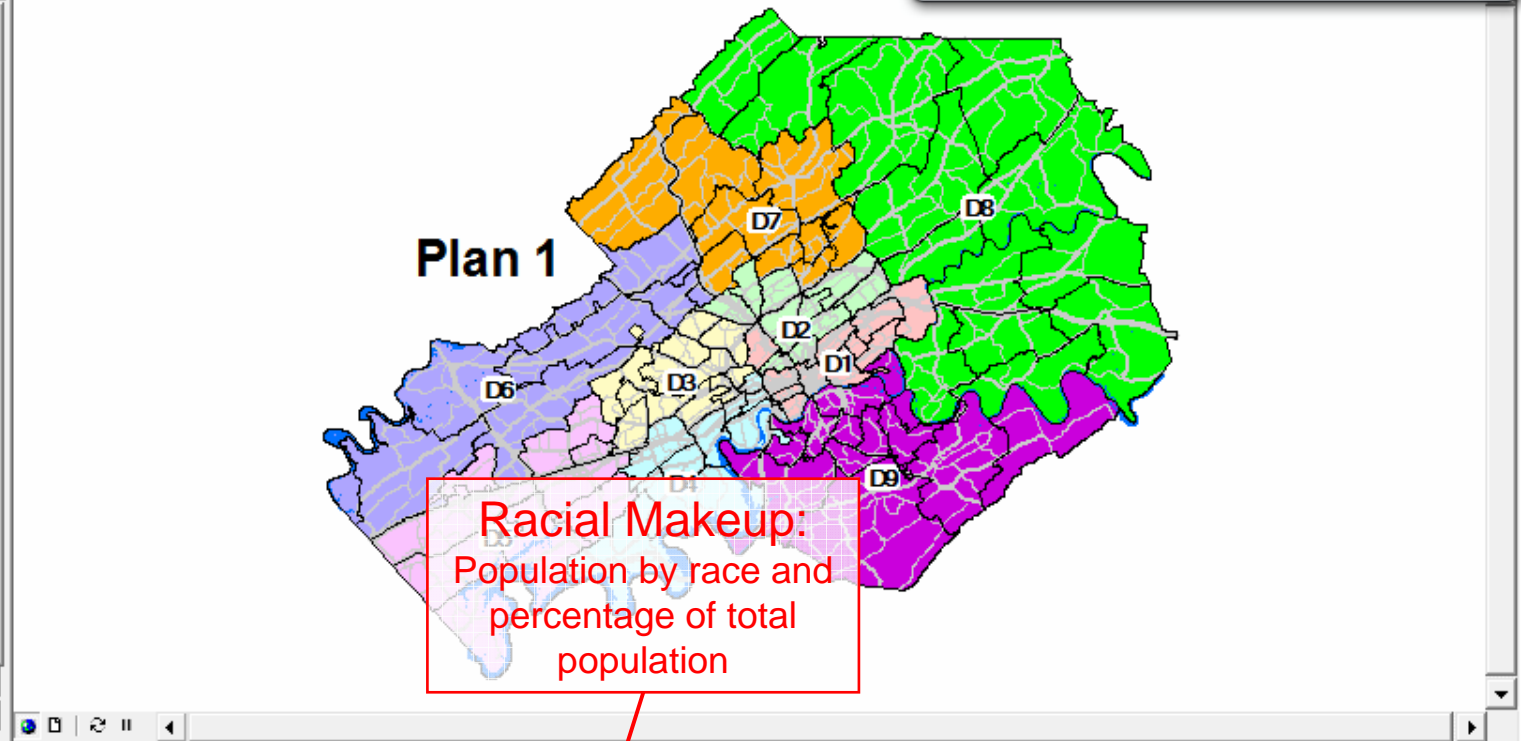 D8
D7
Plan 1
D2
D1
D3
D6
D9
D4
D5
Racial Makeup:
Population by race and
percentage of total
population